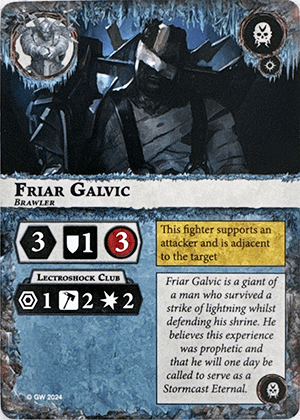 FRIAR GALVIC
BRAWLER
3 1 3
LECTROSHOCK CLUB
1 2 2
This fighter supports an
attacker and is adjacent
to the target
Friar Galvic is a giant of
a man who survived a
strike of lightning whilst
defending his shrine. He
believes this experience
was prophetic and
that he will one day be
called to serve as a
Stormcast Eternal.
© GW 2024